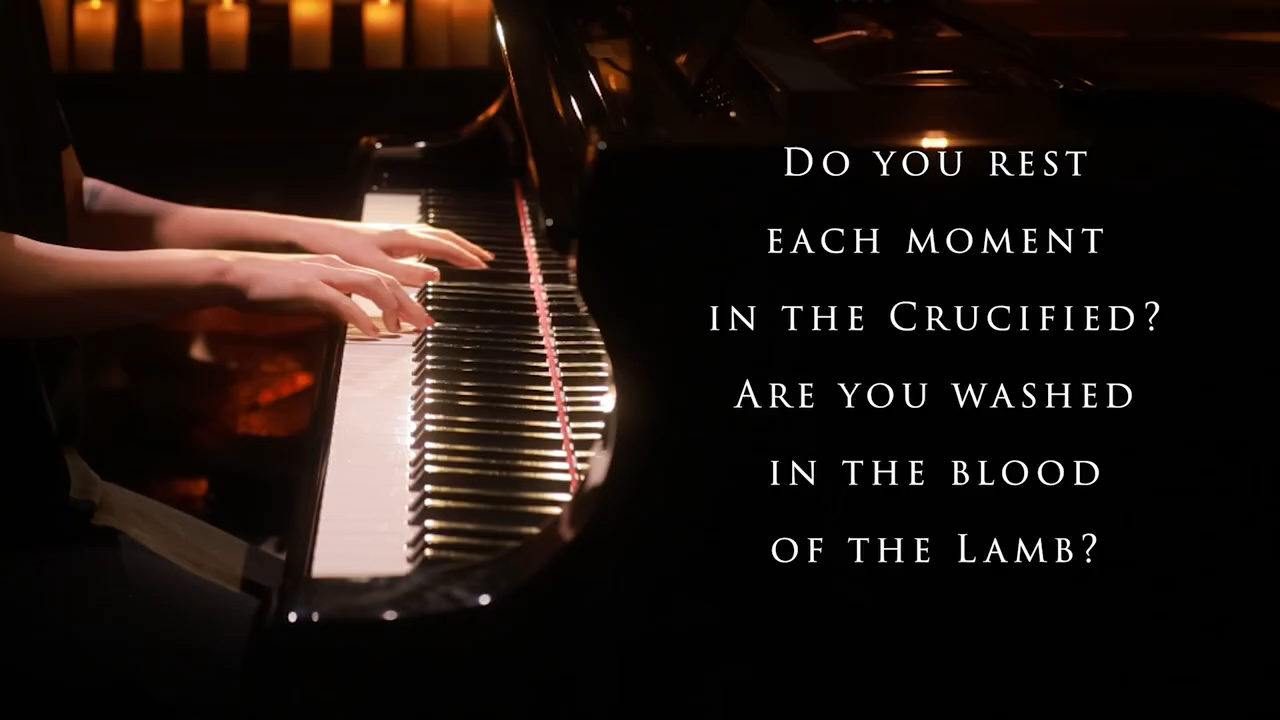 Do you rest
each moment
in the Crucified?
Are you washed
in the blood
of the Lamb?